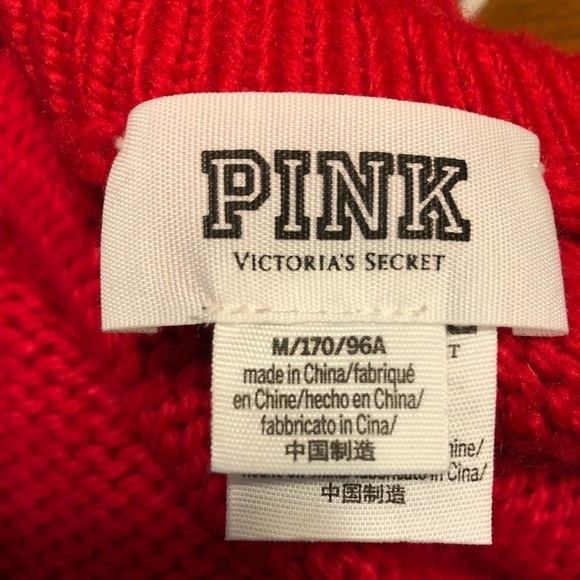 PINK
VICTORIA'S SECRET
M/170/96A
made in China/fabriqué
en Chine/hecho en China/
fabbricato in Cina/
中国制造
T
Cina/
中国制造